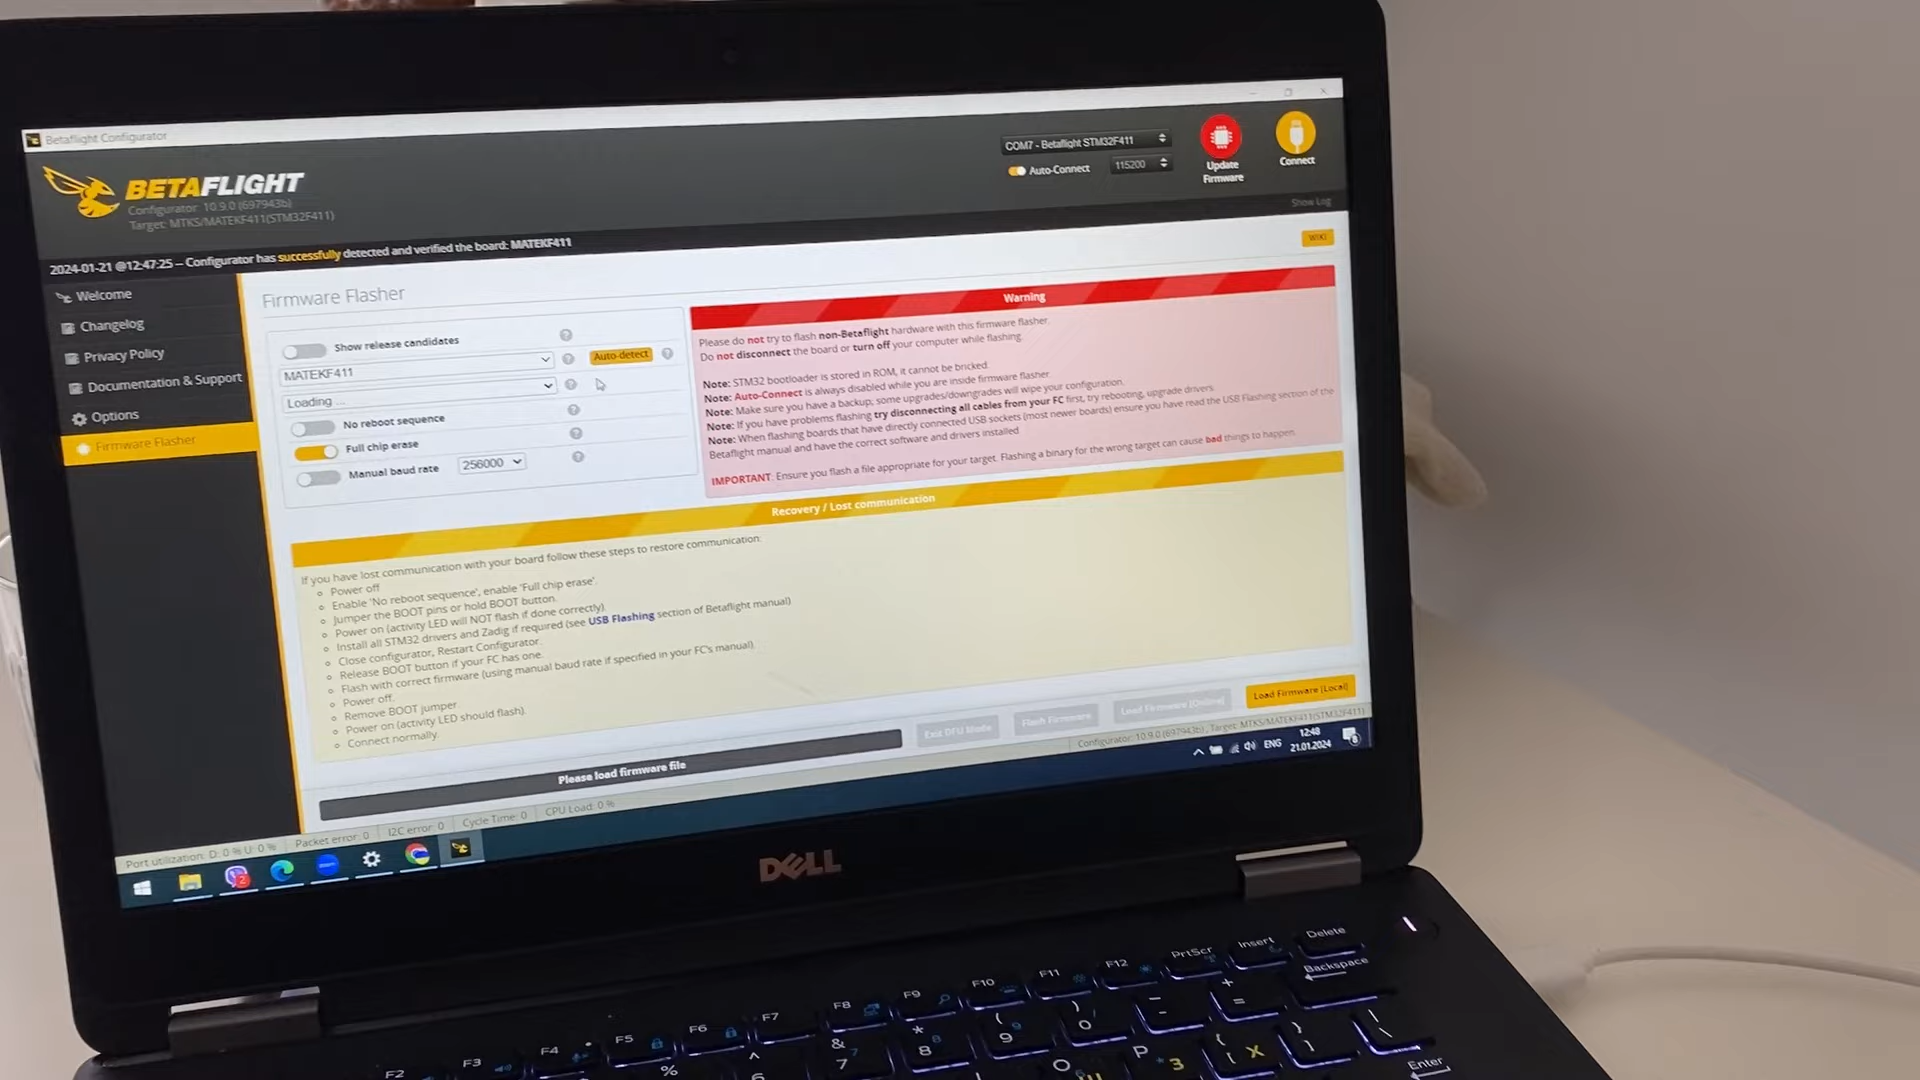 Betaflight Configurator
BETAFLIGHT
Configurator 10.9.0 (697943b)
Target: MTKS/MATEKF411(STM32F411)
COM7 - Betaflight STM32F411
Auto-Connect
115200
Update
Firmware
Connect
Show Log
2024-01-21 @12:47:25 -- Configurator has successfully detected and verified the board: MATEKF411
WIKI
Welcome
Changelog
Privacy Policy
Documentation & Support
Options
Firmware Flasher
Firmware Flasher
Show release candidates
MATEKF411
Auto-detect
Loading ...
No reboot sequence
Full chip erase
Manual baud rate
256000
Warning
Please do not try to flash non-Betaflight hardware with this firmware flasher.
Do not disconnect the board or turn off your computer while flashing.
Note: STM32 bootloader is stored in ROM, it cannot be bricked.
Note: Auto-Connect is always disabled while you are inside firmware flasher.
Note: Make sure you have a backup; some upgrades/downgrades will wipe your configuration.
Note: If you have problems flashing try disconnecting all cables from your FC first, try rebooting, upgrade drivers.
Note: When flashing boards that have directly connected USB sockets (most newer boards) ensure you have read the USB Flashing section of the
Betaflight manual and have the correct software and drivers installed
IMPORTANT: Ensure you flash a file appropriate for your target. Flashing a binary for the wrong target can cause bad things to happen.
Recovery / Lost communication
If you have lost communication with your board follow these steps to restore communication:
Power off
Enable 'No reboot sequence', enable 'Full chip erase'.
Jumper the BOOT pins or hold BOOT button.
Power on (activity LED will NOT flash if done correctly).
Install all STM32 drivers and Zadig if required (see USB Flashing section of Betaflight manual)
Close configurator, Restart Configurator.
Release BOOT button if your FC has one.
Flash with correct firmware (using manual baud rate if specified in your FC's manual)
Power off.
Remove BOOT jumper.
Power on (activity LED should flash).
Connect normally.
Please load firmware file
Exit DFU Mode
Flash Firmware
Load Firmware [Online]
Load Firmware [Local]
Port utilization: D: 0 % U: 0 %
Packet error: 0
I2C error: 0
Cycle Time: 0
CPU Load: 0 %
Configurator: 10.9.0 (697943b), Target: MTKS/MATEKF411(STM32F411)
2
ENG
12:48
21.01.2024
8
DELL
F2
F3
F4
F5
F6
F7
F8
F9
F10
F11
F12
PrtScr
Insert
Delete
Backspace
Enter
^
6
&
7
*
8
(
9
)
0
_
-
+
=
%
O
P
{
[
X
}
]
|
\
3